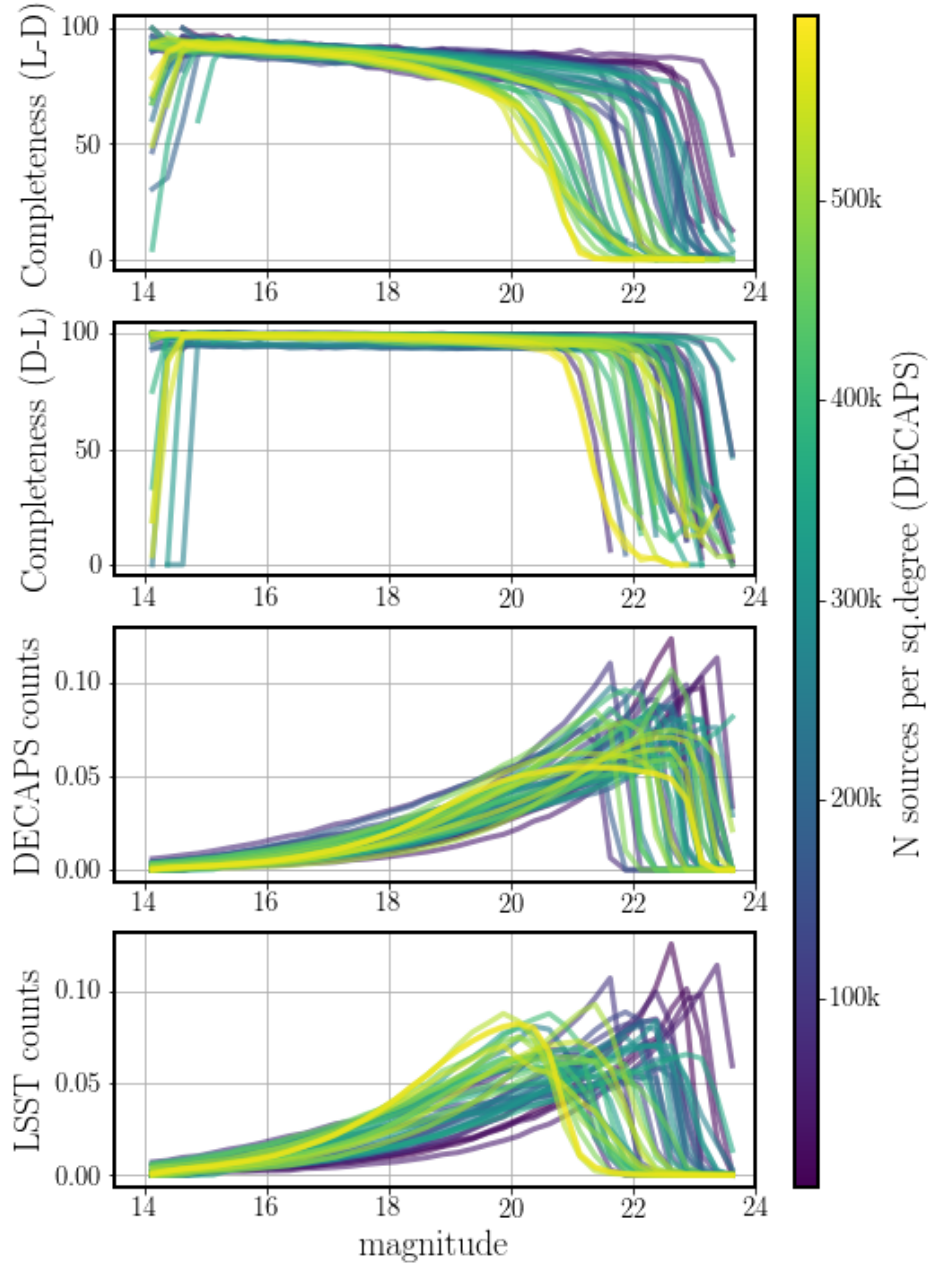 100
50
0
Completeness (L-D)
14 16 18 20 22 24
100
50
0
Completeness (D-L)
14 16 18 20 22 24
0.10
0.05
0.00
DECAPS counts
14 16 18 20 22 24
0.10
0.05
0.00
LSST counts
14 16 18 20 22 24
magnitude
500k
400k
300k
200k
100k
N sources per sq.degree (DECAPS)